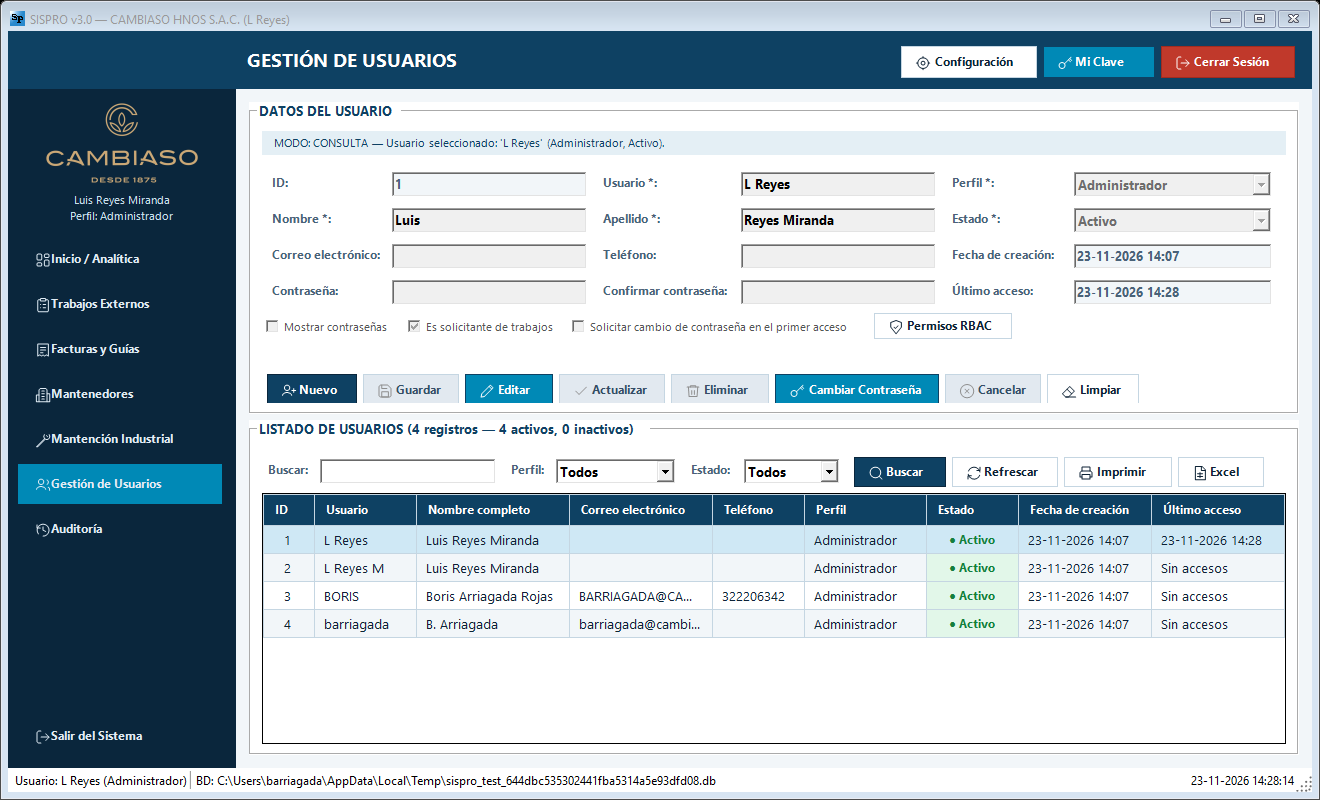 SISPRO v3.0 — CAMBIASO HNOS S.A.C. (L Reyes)
GESTIÓN DE USUARIOS
Configuración
Mi Clave
Cerrar Sesión
CAMBIASO
DESDE 1875
Luis Reyes Miranda
Perfil: Administrador
Inicio / Analítica
Trabajos Externos
Facturas y Guías
Mantenedores
Mantención Industrial
Gestión de Usuarios
Auditoría
Salir del Sistema
DATOS DEL USUARIO
MODO: CONSULTA — Usuario seleccionado: 'L Reyes' (Administrador, Activo).
ID: 1 Usuario *: L Reyes Perfil *: Administrador
Nombre *: Luis Apellido *: Reyes Miranda Estado *: Activo
Correo electrónico: Teléfono: Fecha de creación: 23-11-2026 14:07
Contraseña: Confirmar contraseña: Último acceso: 23-11-2026 14:28
Mostrar contraseñas Es solicitante de trabajos Solicitar cambio de contraseña en el primer acceso Permisos RBAC
Nuevo Guardar Editar Actualizar Eliminar Cambiar Contraseña Cancelar Limpiar
LISTADO DE USUARIOS (4 registros — 4 activos, 0 inactivos)
Buscar: Perfil: Todos Estado: Todos Buscar Refrescar Imprimir Excel
ID Usuario Nombre completo Correo electrónico Teléfono Perfil Estado Fecha de creación Último acceso
1 L Reyes Luis Reyes Miranda Administrador • Activo 23-11-2026 14:07 23-11-2026 14:28
2 L Reyes M Luis Reyes Miranda Administrador • Activo 23-11-2026 14:07 Sin accesos
3 BORIS Boris Arriagada Rojas BARRIAGADA@CA... 322206342 Administrador • Activo 23-11-2026 14:07 Sin accesos
4 barriagada B. Arriagada barriagada@cambi... Administrador • Activo 23-11-2026 14:07 Sin accesos
Usuario: L Reyes (Administrador) BD: C:\Users\barriagada\AppData\Local\Temp\sispro_test_644dbc535302441fba5314a5e93dfd08.db 23-11-2026 14:28:14